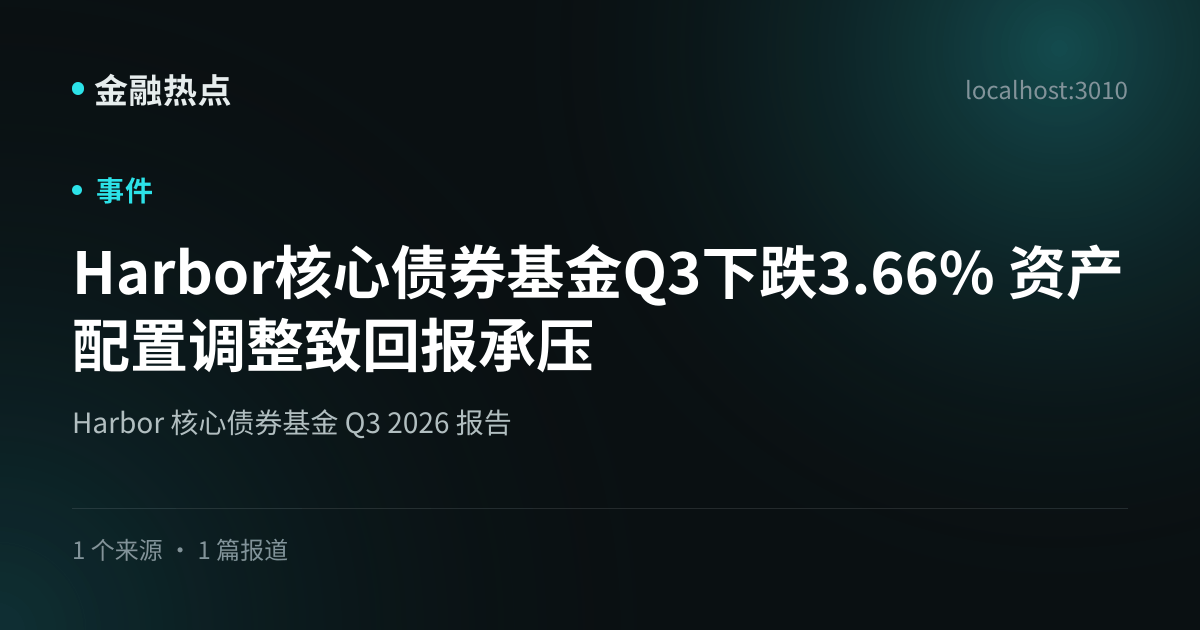 金融热点
localhost:3010
事件
Harbor核心债券基金Q3下跌3.66% 资产
配置调整致回报承压
Harbor 核心债券基金 Q3 2026 报告
1 个来源 · 1 篇报道